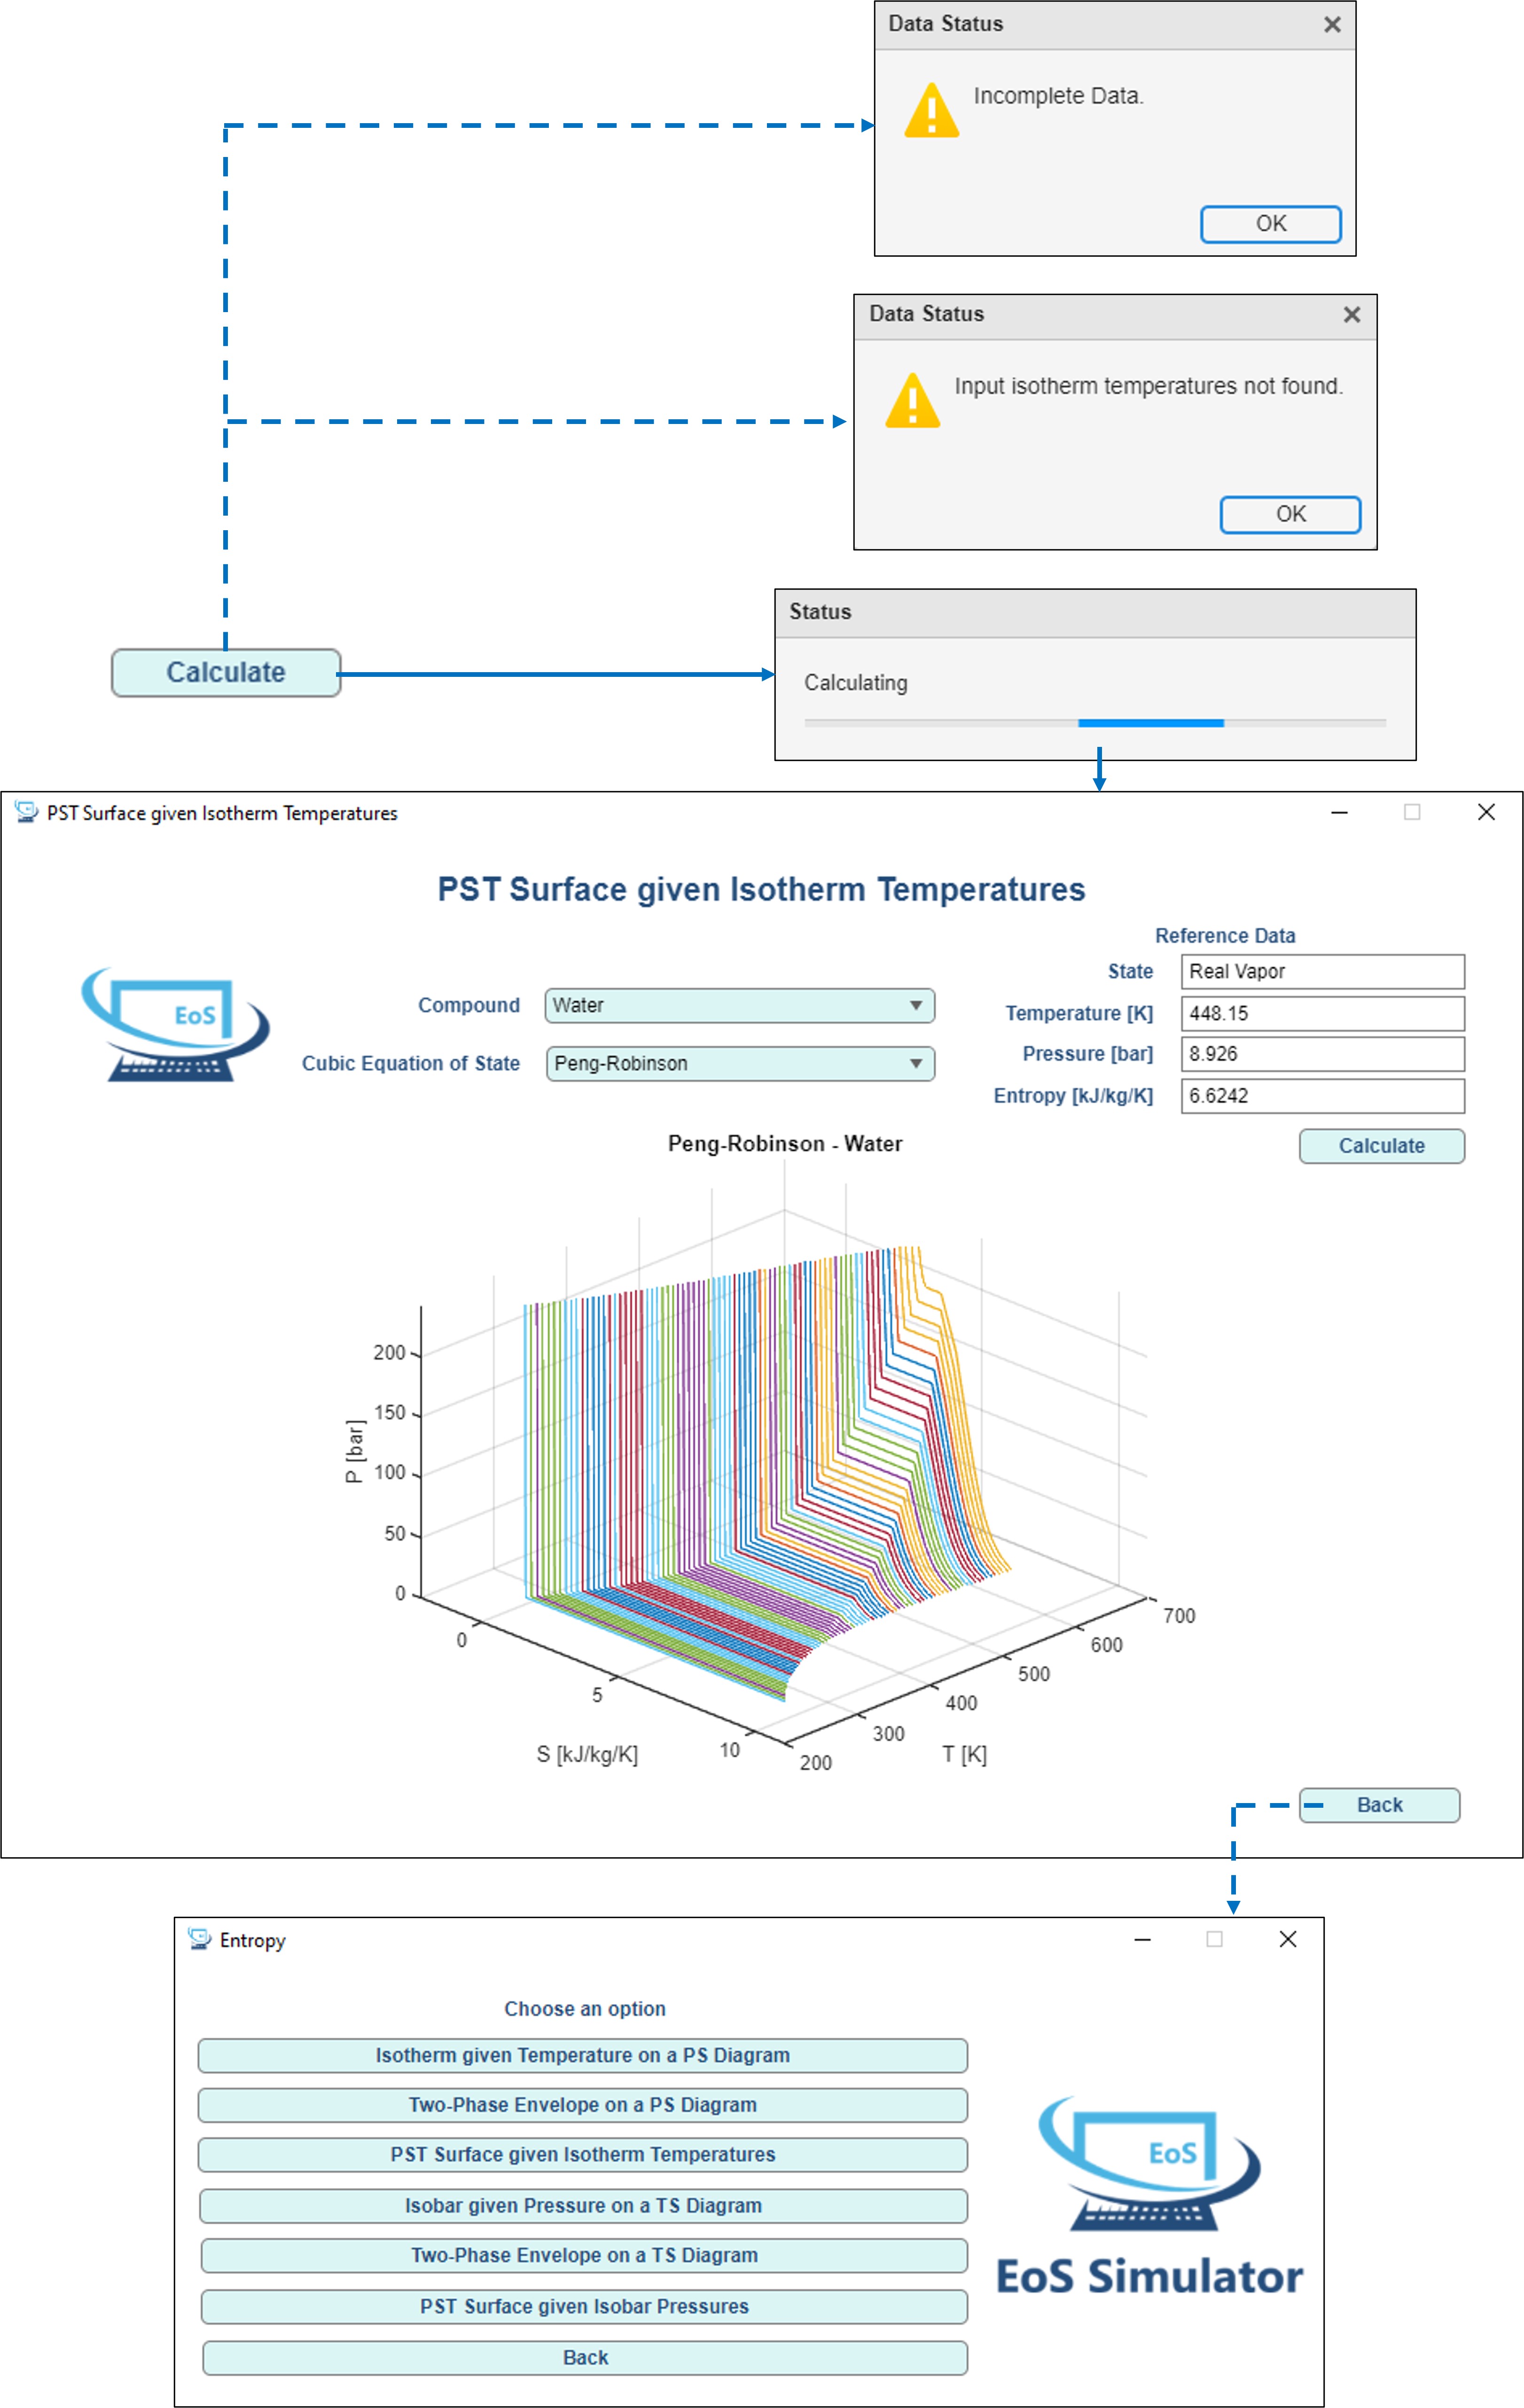 Data Status
Incomplete Data.
OK
Data Status
Input isotherm temperatures not found.
OK
Status
Calculating
Calculate
PST Surface given Isotherm Temperatures
PST Surface given Isotherm Temperatures
Reference Data
EoS
Compound
Water
Cubic Equation of State
Peng-Robinson
State
Real Vapor
Temperature [K]
448.15
Pressure [bar]
8.926
Entropy [kJ/kg/K]
6.6242
Calculate
Peng-Robinson - Water
P [bar]
200
150
100
50
0
0
5
10
S [kJ/kg/K]
200
300
400
500
600
700
T [K]
Back
Entropy
Choose an option
Isotherm given Temperature on a PS Diagram
Two-Phase Envelope on a PS Diagram
PST Surface given Isotherm Temperatures
Isobar given Pressure on a TS Diagram
Two-Phase Envelope on a TS Diagram
PST Surface given Isobar Pressures
Back
EoS
EoS Simulator